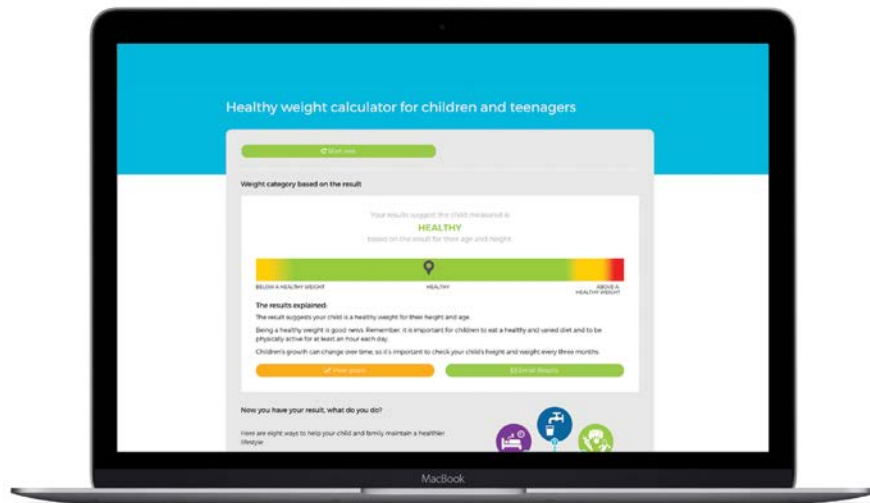 Healthy weight calculator for children and teenagers
Start over
Weight category based on the result
Your results suggest the child measured is
HEALTHY
based on the result for their age and height.
BELOW A HEALTHY WEIGHT
HEALTHY
ABOVE A
HEALTHY WEIGHT
The results explained:
The result suggests your child is a healthy weight for their height and age.
Being a healthy weight is good news. Remember, it is important for children to eat a healthy and varied diet and to be
physically active for at least an hour each day.
Children's growth can change over time, so it's important to check your child's height and weight every three months.
Email Results
Now you have your result, what do you do?
Here are eight ways to help your child and family maintain a healthier
lifestyle
MacBook